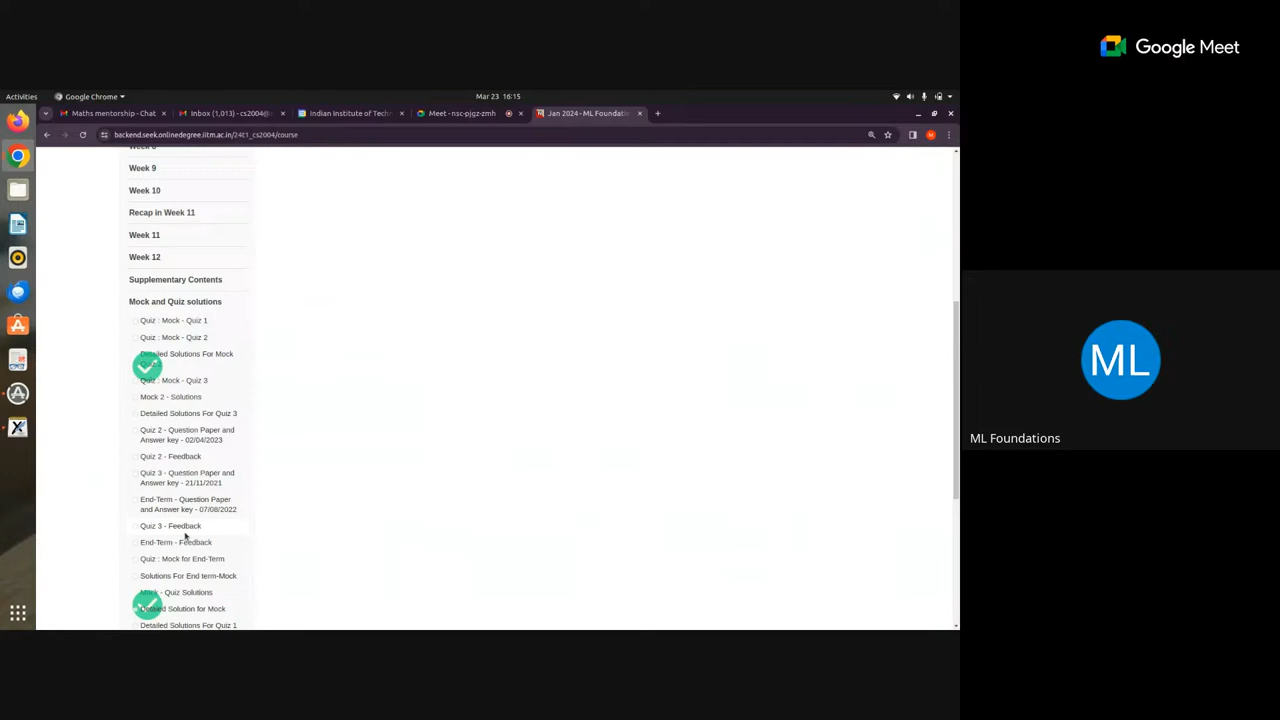 Google Meet
Activities
Google Chrome
Mar 23 16:15
Maths mentorship - Chat
Inbox (1,013) - cs2004@
Indian Institute of Techn
Meet - nsc-pjgz-zmh
Jan 2024 - ML Foundatio
backend.seek.onlinedegree.iitm.ac.in/24t1_cs2004/course
Week 9
Week 10
Recap in Week 11
Week 11
Week 12
Supplementary Contents
Mock and Quiz solutions
Quiz : Mock - Quiz 1
Quiz : Mock - Quiz 2
Detailed Solutions For Mock
Quiz : Mock - Quiz 3
Mock 2 - Solutions
Detailed Solutions For Quiz 3
Quiz 2 - Question Paper and
Answer key - 02/04/2023
Quiz 2 - Feedback
Quiz 3 - Question Paper and
Answer key - 21/11/2021
End-Term - Question Paper
and Answer key - 07/08/2022
Quiz 3 - Feedback
End-Term - Feedback
Quiz : Mock for End-Term
Solutions For End term-Mock
Mock - Quiz Solutions
Detailed Solution for Mock
Detailed Solutions For Quiz 1
ML
ML Foundations